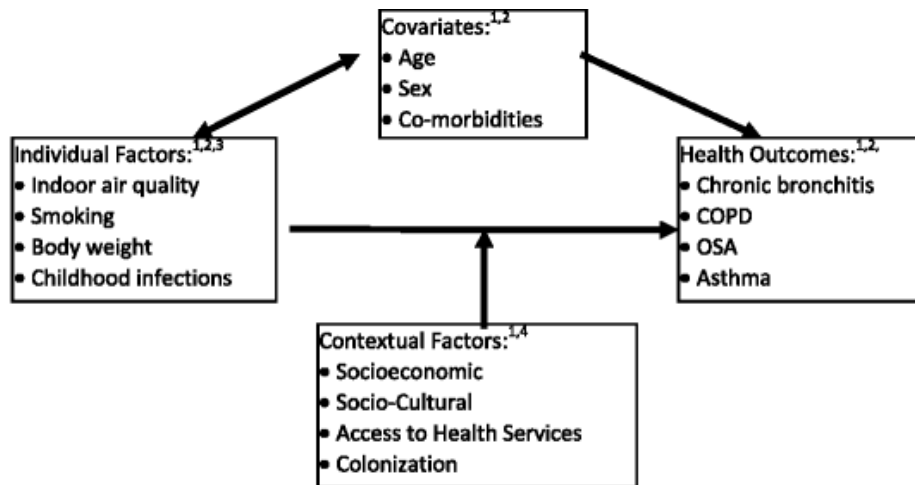 Covariates:1,2
• Age
• Sex
• Co-morbidities
Individual Factors:1,2,3
• Indoor air quality
• Smoking
• Body weight
• Childhood infections
Health Outcomes:1,2,
• Chronic bronchitis
• COPD
• OSA
• Asthma
Contextual Factors:1,4
• Socioeconomic
• Socio-Cultural
• Access to Health Services
• Colonization